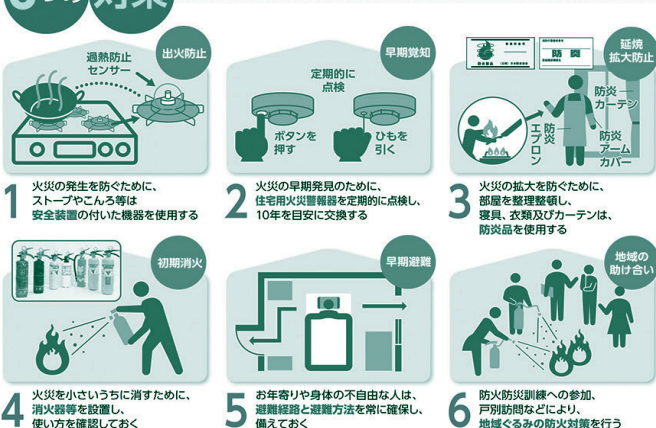 6つの対策
過熱防止
センサー
出火防止
1
火災の発生を防ぐために、
ストーブやこんろ等は
安全装置の付いた機器を使用する
定期的に
点検
早期覚知
ボタンを
押す
ひもを
引く
2
火災の早期発見のために、
住宅用火災警報器を定期的に点検し、
10年を目安に交換する
防炎
延焼
拡大防止
防炎
カーテン
防炎
エプロン
防炎
アーム
カバー
3
火災の拡大を防ぐために、
部屋を整理整頓し、
寝具、衣類及びカーテンは、
防炎品を使用する
初期消火
4
火災を小さいうちに消すために、
消火器等を設置し、
使い方を確認しておく
早期避難
5
お年寄りや身体の不自由な人は、
避難経路と避難方法を常に確保し、
備えておく
地域の
助け合い
6
防火防災訓練への参加、
戸別訪問などにより、
地域ぐるみの防火対策を行う